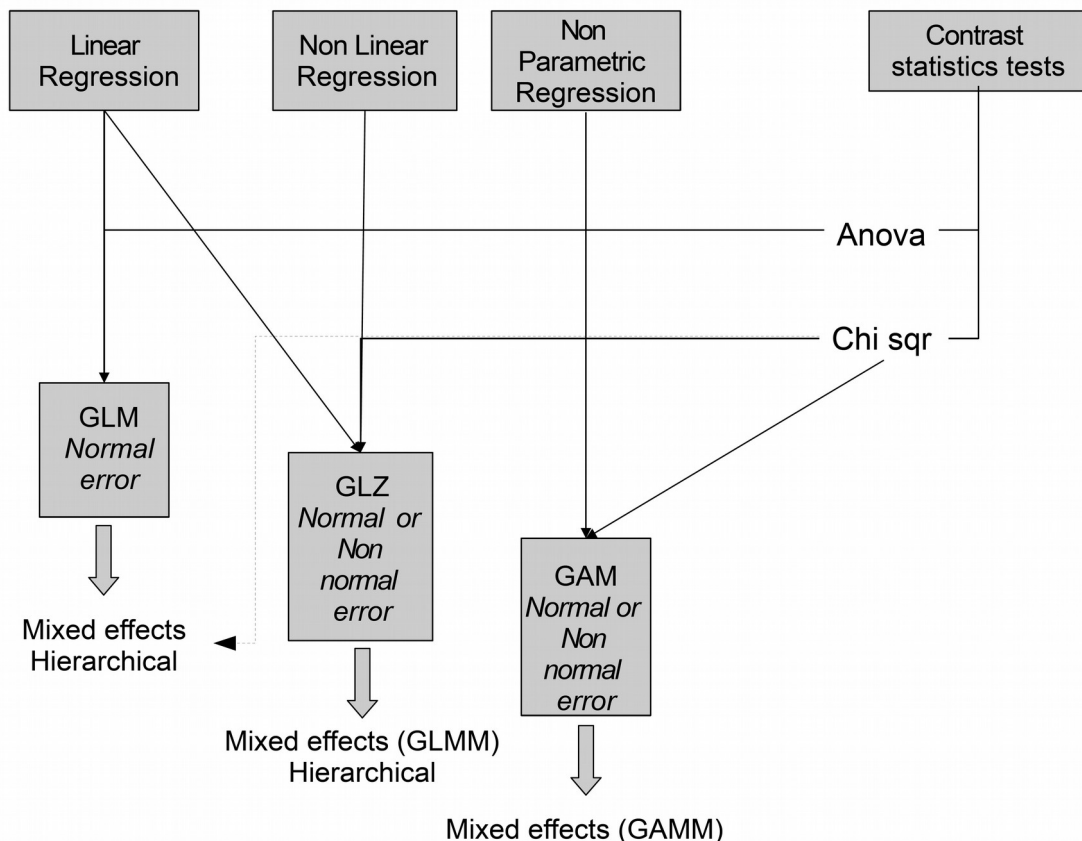 Linear
Regression
Non Linear
Regression
Non
Parametric
Regression
Contrast
statistics tests
Anova
Chi sqr
GLM
Normal
error
GLZ
Normal or
Non
normal
error
GAM
Normal or
Non
normal
error
Mixed effects
Hierarchical
Mixed effects (GLMM)
Hierarchical
Mixed effects (GAMM)